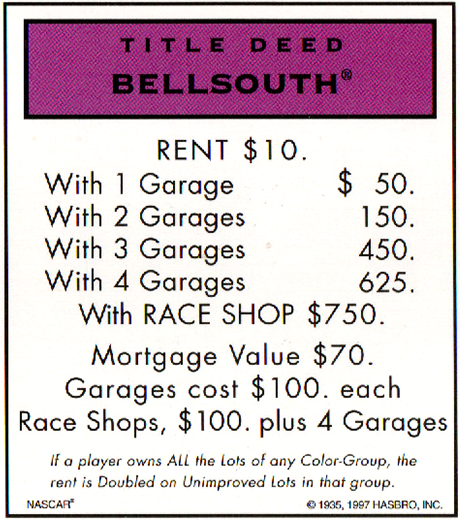 TITLE DEED
BELLSOUTH®
RENT $10.
With 1 Garage $ 50.
With 2 Garages 150.
With 3 Garages 450.
With 4 Garages 625.
With RACE SHOP $750.
Mortgage Value $70.
Garages cost $100. each
Race Shops, $100. plus 4 Garages
If a player owns ALL the Lots of any Color-Group, the
rent is Doubled on Unimproved Lots in that group.
NASCAR® © 1935, 1997 HASBRO, INC.